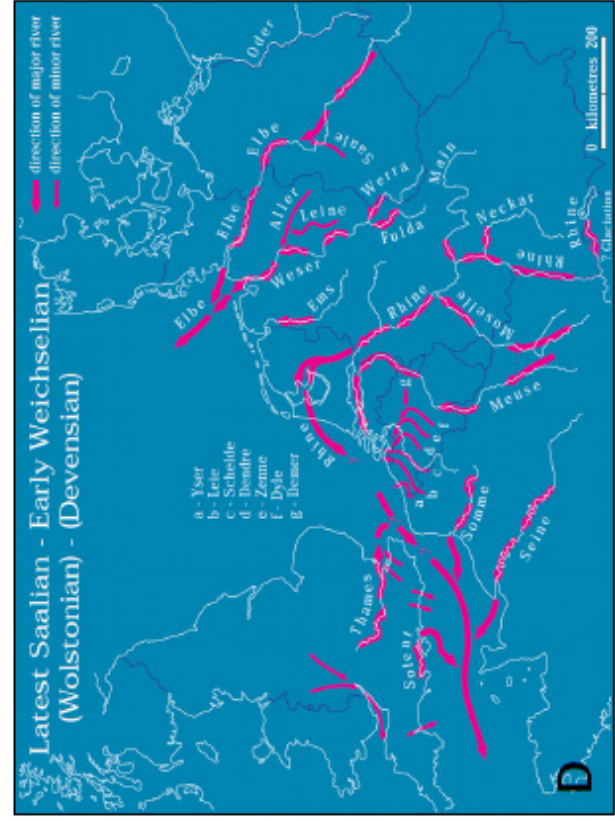 Latest Saalian - Early Weichselian
(Wolstonian) - (Devensian)
direction of major river
direction of minor river
a - Yser
b - Leie
c - Schelde
d - Dendre
e - Zenne
f - Dyle
g - Demer
Elbe
Elbe
Elbe
Oder
Saale
Aller
Leine
Weser
Werra
Fulda
Ems
Main
Rhine
Rhine
Neckar
Rhine
Rhine
? Glaciations
Moselle
Meuse
a
b
c
d
e
f
g
Thames
Solent
Somme
Seine
0 kilometres 200
D